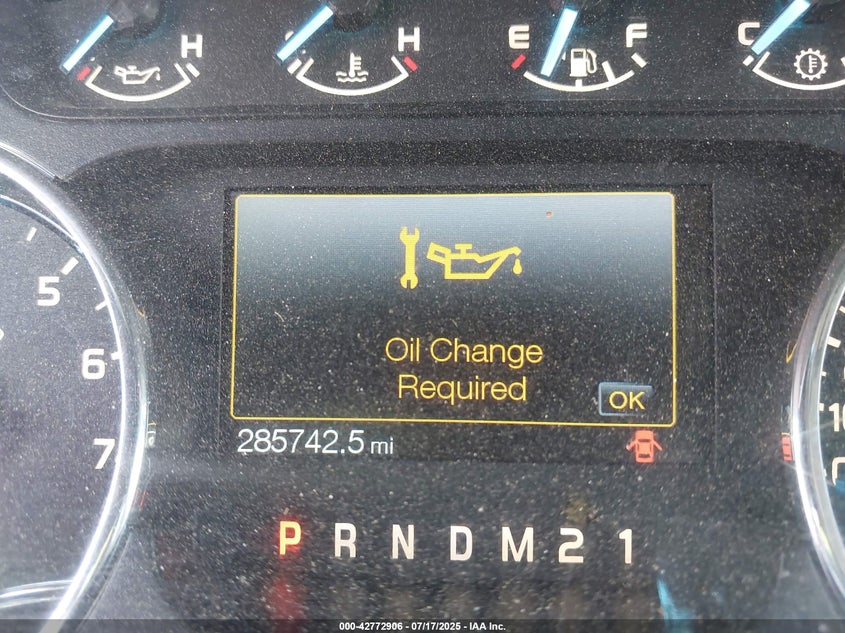 H H E F C
Oil Change
Required
OK
285742.5 mi
5
6
7
10
P R N D M 2 1
000-42772906 - 07/17/2025 - IAA Inc.